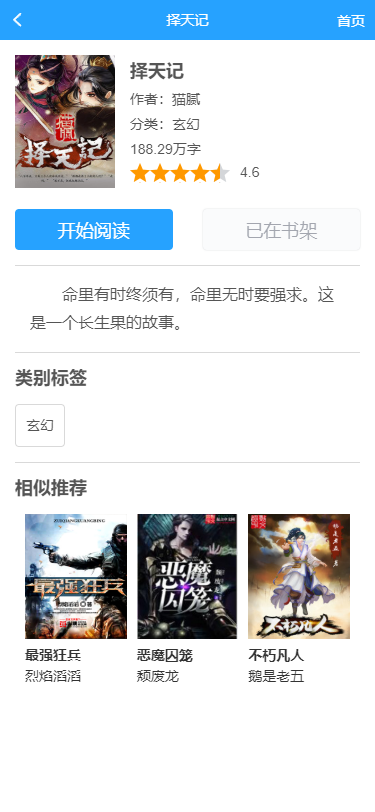 择天记
首页
猫腻
择天记
择天记
作者：猫腻
分类：玄幻
188.29万字
4.6
开始阅读
已在书架
命里有时终须有，命里无时要强求。这
是一个长生果的故事。
类别标签
玄幻
相似推荐
ZUIQIANGKUANGBING
最强狂兵
烈焰滔滔 著
恶魔
囚笼
颓废龙
不朽凡人
最强狂兵
恶魔囚笼
不朽凡人
烈焰滔滔
颓废龙
鹅是老五